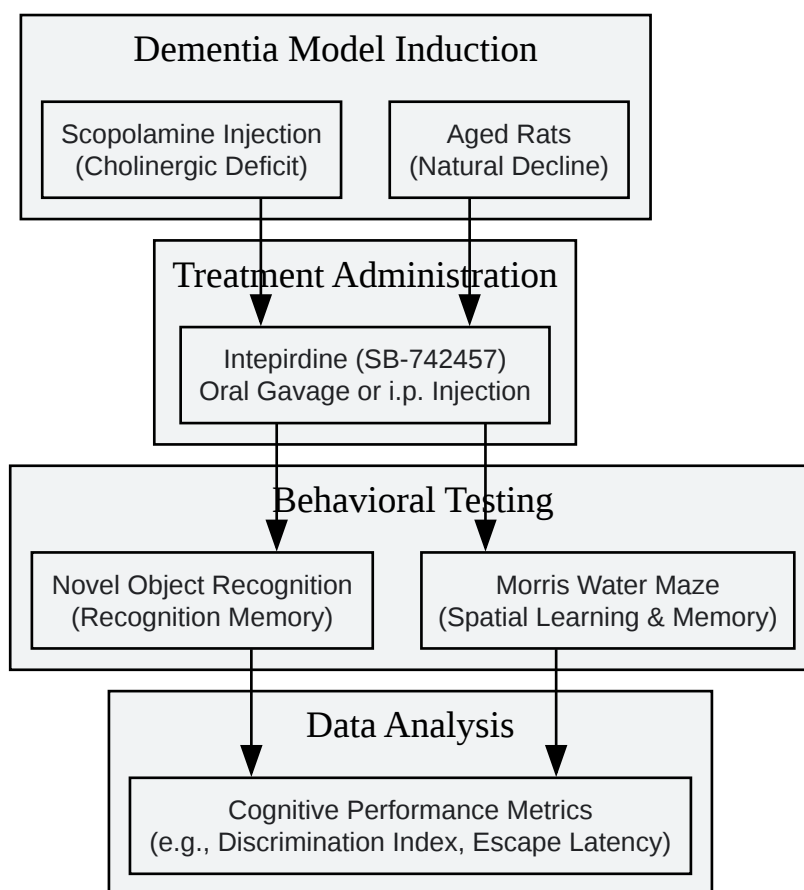 Dementia Model Induction
Scopolamine Injection
(Cholinergic Deficit)
Aged Rats
(Natural Decline)
Treatment Administration
Intepirdine (SB-742457)
Oral Gavage or i.p. Injection
Behavioral Testing
Novel Object Recognition
(Recognition Memory)
Morris Water Maze
(Spatial Learning & Memory)
Data Analysis
Cognitive Performance Metrics
(e.g., Discrimination Index, Escape Latency)